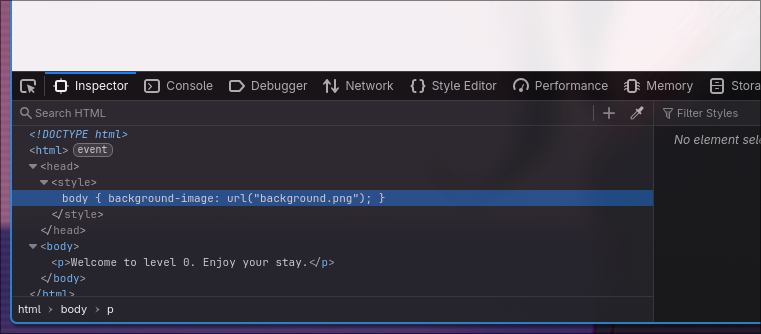 Inspector Console Debugger Network Style Editor Performance Memory
Search HTML Filter Styles
<!DOCTYPE html> No element
<html> event
<head>
<style>
body { background-image: url("background.png"); }
</style>
</head>
<body>
<p>Welcome to level 0. Enjoy your stay.</p>
</body>
</html>
html > body > p